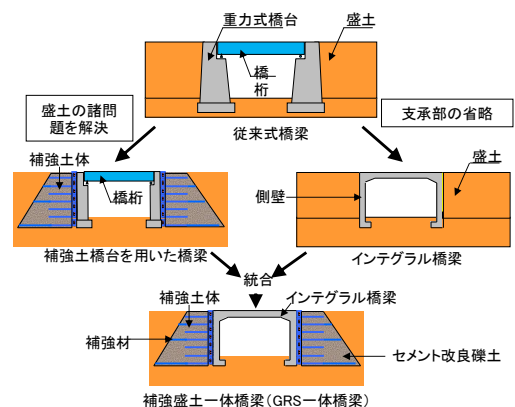 重力式橋台
盛土
橋
桁
従来式橋梁
盛土の諸問
題を解決
支承部の省略
補強土体
橋桁
補強土橋台を用いた橋梁
盛土
側壁
インテグラル橋梁
統合
補強土体
インテグラル橋梁
補強材
セメント改良礫土
補強盛土一体橋梁(GRS一体橋梁)